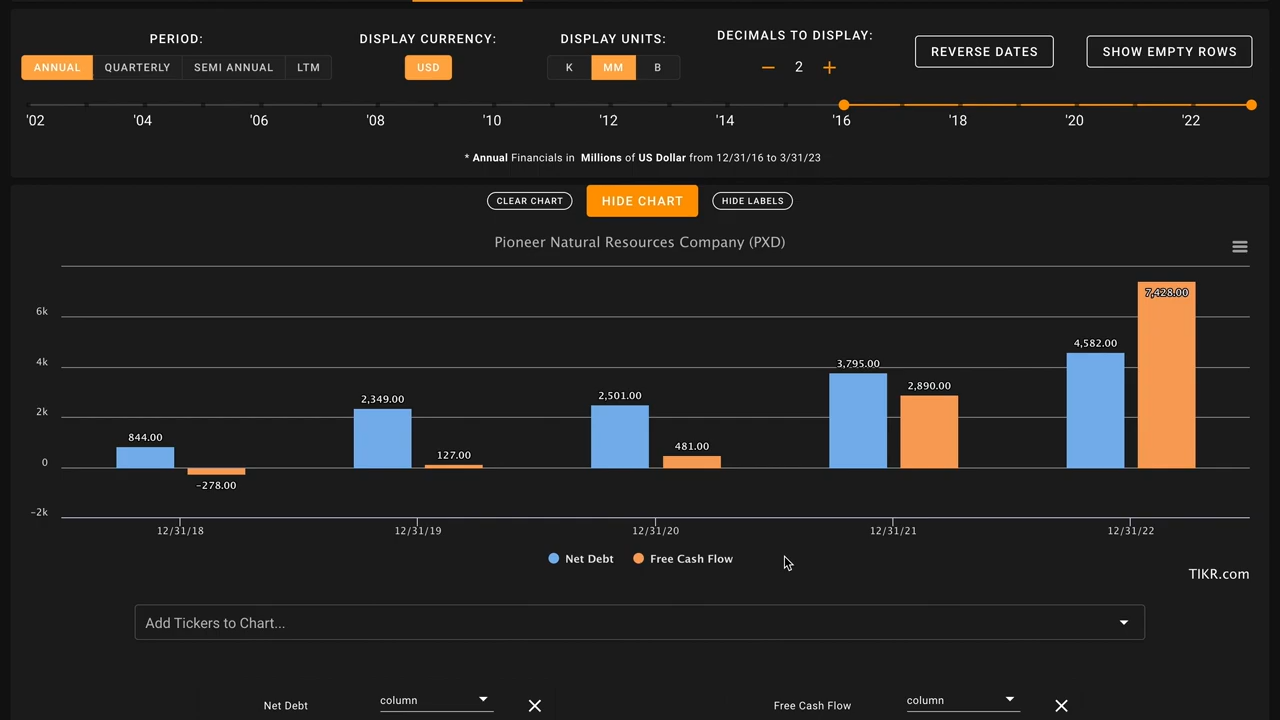 PERIOD:
DISPLAY CURRENCY:
DISPLAY UNITS:
DECIMALS TO DISPLAY:
ANNUAL QUARTERLY SEMI ANNUAL LTM
USD
K MM B
− 2 +
REVERSE DATES
SHOW EMPTY ROWS
'02 '04 '06 '08 '10 '12 '14 '16 '18 '20 '22
* Annual Financials in Millions of US Dollar from 12/31/16 to 3/31/23
CLEAR CHART HIDE CHART HIDE LABELS
Pioneer Natural Resources Company (PXD)
6k
4k
2k
0
−2k
844.00
-278.00
2,349.00
127.00
2,501.00
481.00
3,795.00
2,890.00
4,582.00
7,428.00
12/31/18 12/31/19 12/31/20 12/31/21 12/31/22
Net Debt Free Cash Flow
TIKR.com
Add Tickers to Chart...
Net Debt column Free Cash Flow column